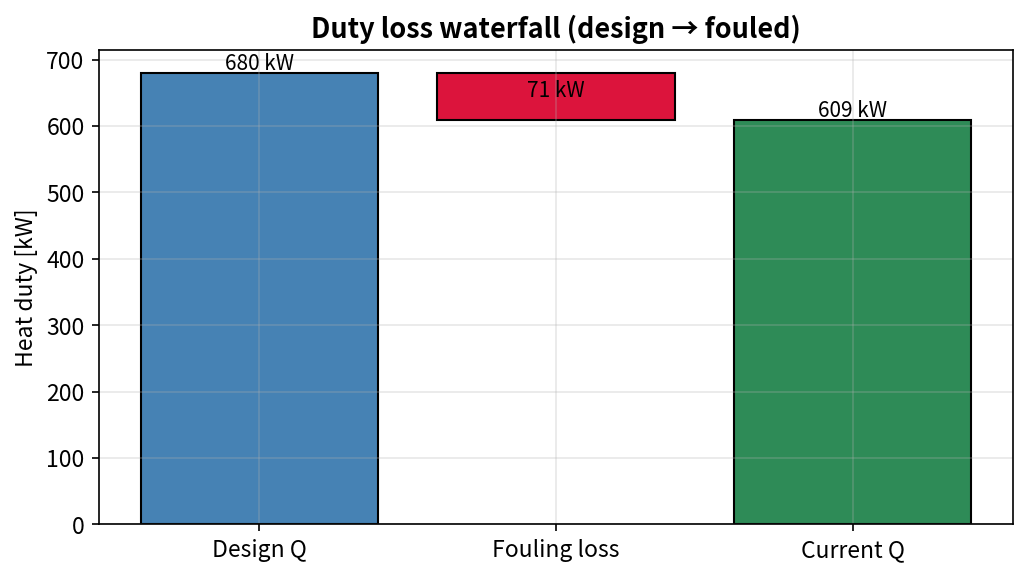 Duty loss waterfall (design → fouled)
Heat duty [kW]
700
600
500
400
300
200
100
0
680 kW
71 kW
609 kW
Design Q
Fouling loss
Current Q